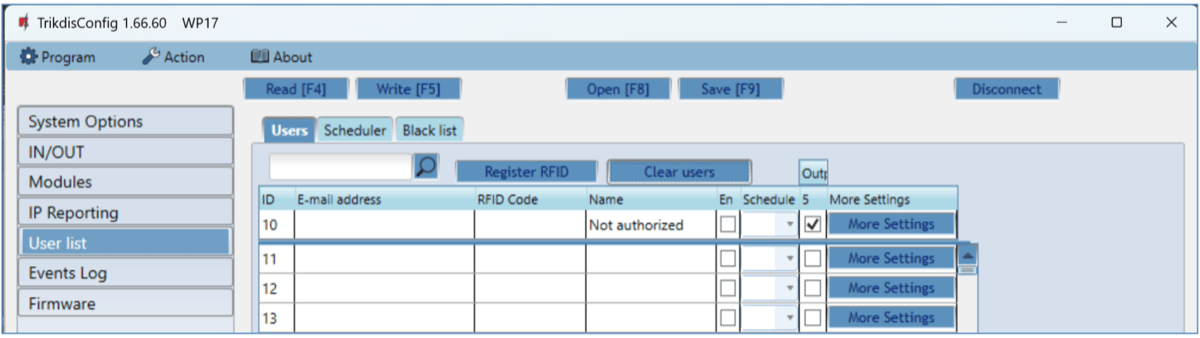 TrikdisConfig 1.66.60 WP17
Program Action About
Read [F4] Write [F5] Open [F8] Save [F9] Disconnect
System Options
IN/OUT
Modules
IP Reporting
User list
Events Log
Firmware
Users Scheduler Black list
Register RFID Clear users Outp
ID E-mail address RFID Code Name En Schedule 5 More Settings
10 Not authorized More Settings
11 More Settings
12 More Settings
13 More Settings